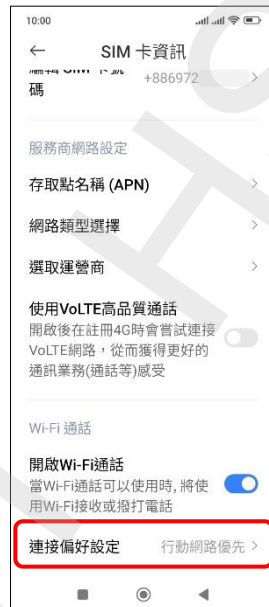 10:00
SIM 卡資訊
碼
+886972
服務商網路設定
存取點名稱 (APN)
網路類型選擇
選取運營商
使用VoLTE高品質通話
開啟後在註冊4G時會嘗試連接
VoLTE網路，從而獲得更好的
通訊業務(通話等)感受
Wi-Fi 通話
開啟Wi-Fi通話
當Wi-Fi通話可以使用時, 將使
用Wi-Fi接收或撥打電話
連接偏好設定
行動網路優先